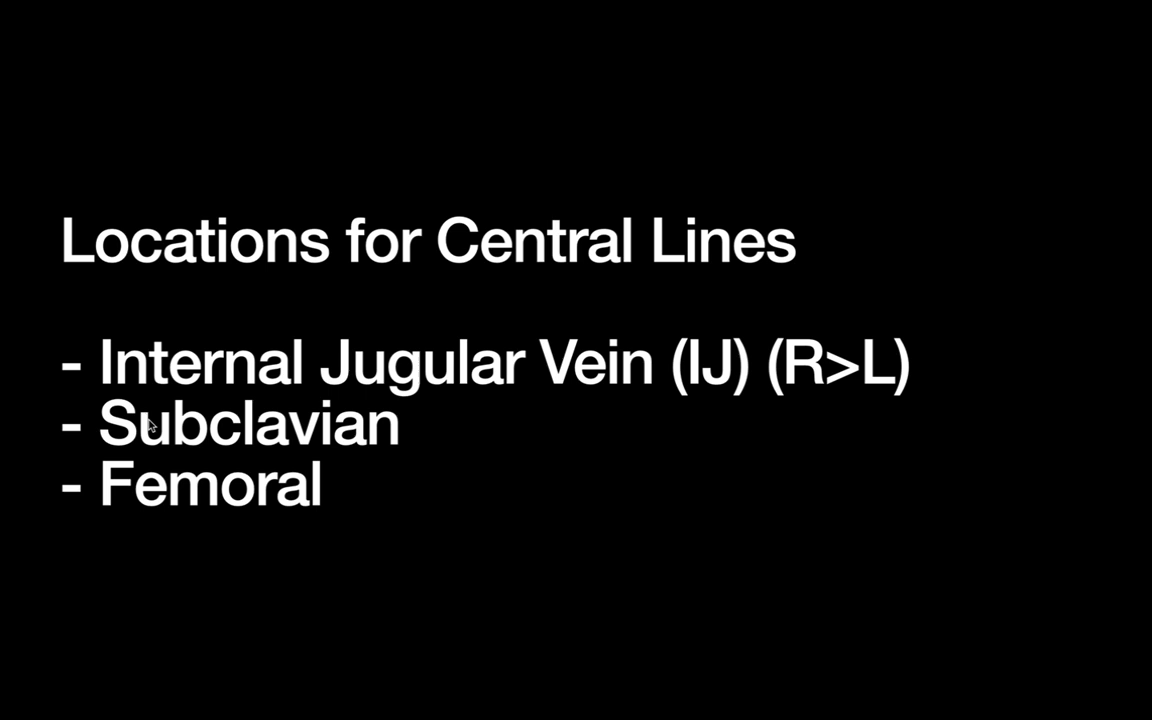 Locations for Central Lines
- Internal Jugular Vein (IJ) (R>L)
- Subclavian
- Femoral